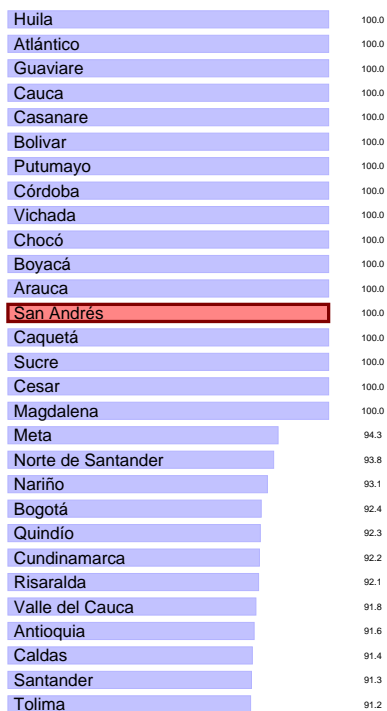 Huila 100.0
Atlántico 100.0
Guaviare 100.0
Cauca 100.0
Casanare 100.0
Bolivar 100.0
Putumayo 100.0
Córdoba 100.0
Vichada 100.0
Chocó 100.0
Boyacá 100.0
Arauca 100.0
San Andrés 100.0
Caquetá 100.0
Sucre 100.0
Cesar 100.0
Magdalena 100.0
Meta 94.3
Norte de Santander 93.8
Nariño 93.1
Bogotá 92.4
Quindío 92.3
Cundinamarca 92.2
Risaralda 92.1
Valle del Cauca 91.8
Antioquia 91.6
Caldas 91.4
Santander 91.3
Tolima 91.2